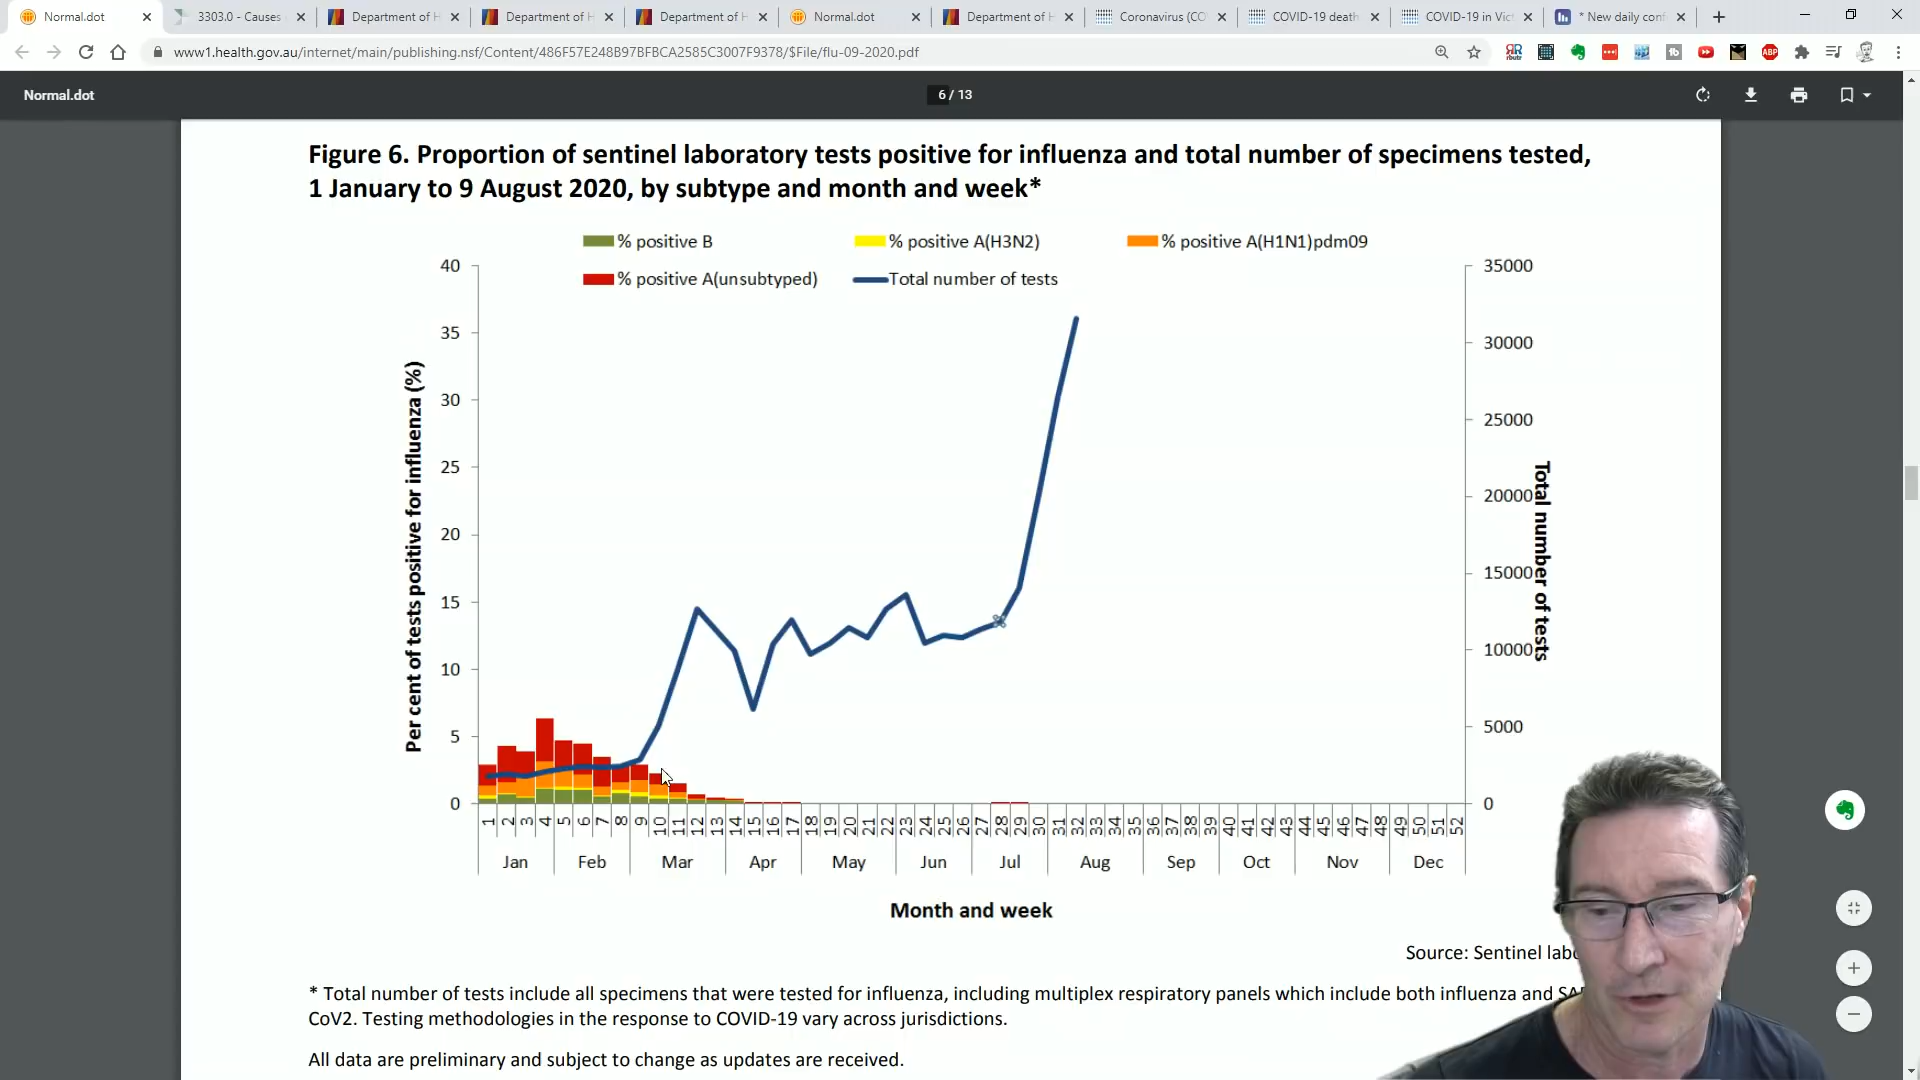 Normal.dot
3303.0 - Causes
Department of H
Department of H
Department of H
Normal.dot
Department of H
Coronavirus (CO
COVID-19 death
COVID-19 in Vict
* New daily conf
www1.health.gov.au/internet/main/publishing.nsf/Content/486F57E248B97BFBCA2585C3007F9378/$File/flu-09-2020.pdf
Normal.dot
6 / 13
Figure 6. Proportion of sentinel laboratory tests positive for influenza and total number of specimens tested,
1 January to 9 August 2020, by subtype and month and week*
% positive B
% positive A(H3N2)
% positive A(H1N1)pdm09
% positive A(unsubtyped)
Total number of tests
Per cent of tests positive for influenza (%)
40
35
30
25
20
15
10
5
0
35000
30000
25000
20000
15000
10000
5000
0
Total number of tests
1 2 3 4 5 6 7 8 9 10 11 12 13 14 15 16 17 18 19 20 21 22 23 24 25 26 27 28 29 30 31 32 33 34 35 36 37 38 39 40 41 42 43 44 45 46 47 48 49 50 51 52
Jan Feb Mar Apr May Jun Jul Aug Sep Oct Nov Dec
Month and week
Source: Sentinel labo
* Total number of tests include all specimens that were tested for influenza, including multiplex respiratory panels which include both influenza and SA
CoV2. Testing methodologies in the response to COVID-19 vary across jurisdictions.
All data are preliminary and subject to change as updates are received.